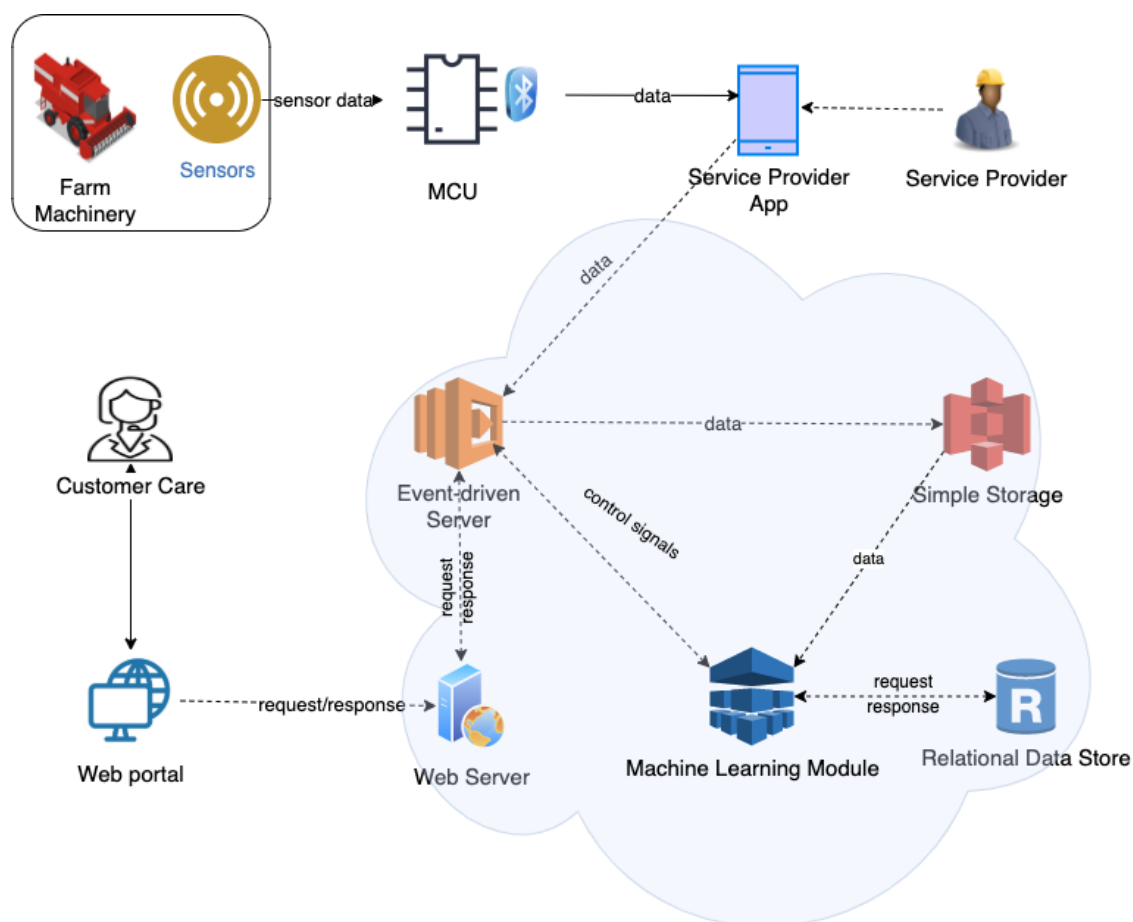 sensor data
data
Sensors
Farm
Machinery
MCU
Service Provider
App
Service Provider
data
Customer Care
Event-driven
Server
data
Simple Storage
control signals
request
response
data
request/response
request
response
R
Web portal
Web Server
Machine Learning Module
Relational Data Store